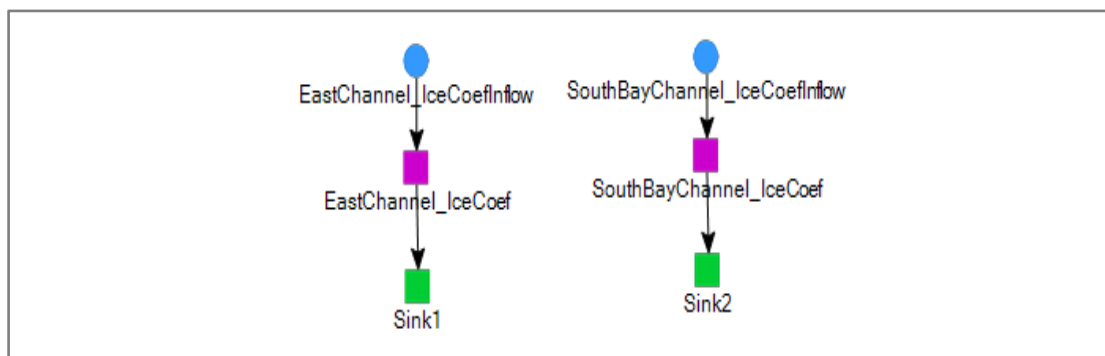 EastChannel_IceCoefInflow
SouthBayChannel_IceCoefInflow
EastChannel_IceCoef
SouthBayChannel_IceCoef
Sink1
Sink2